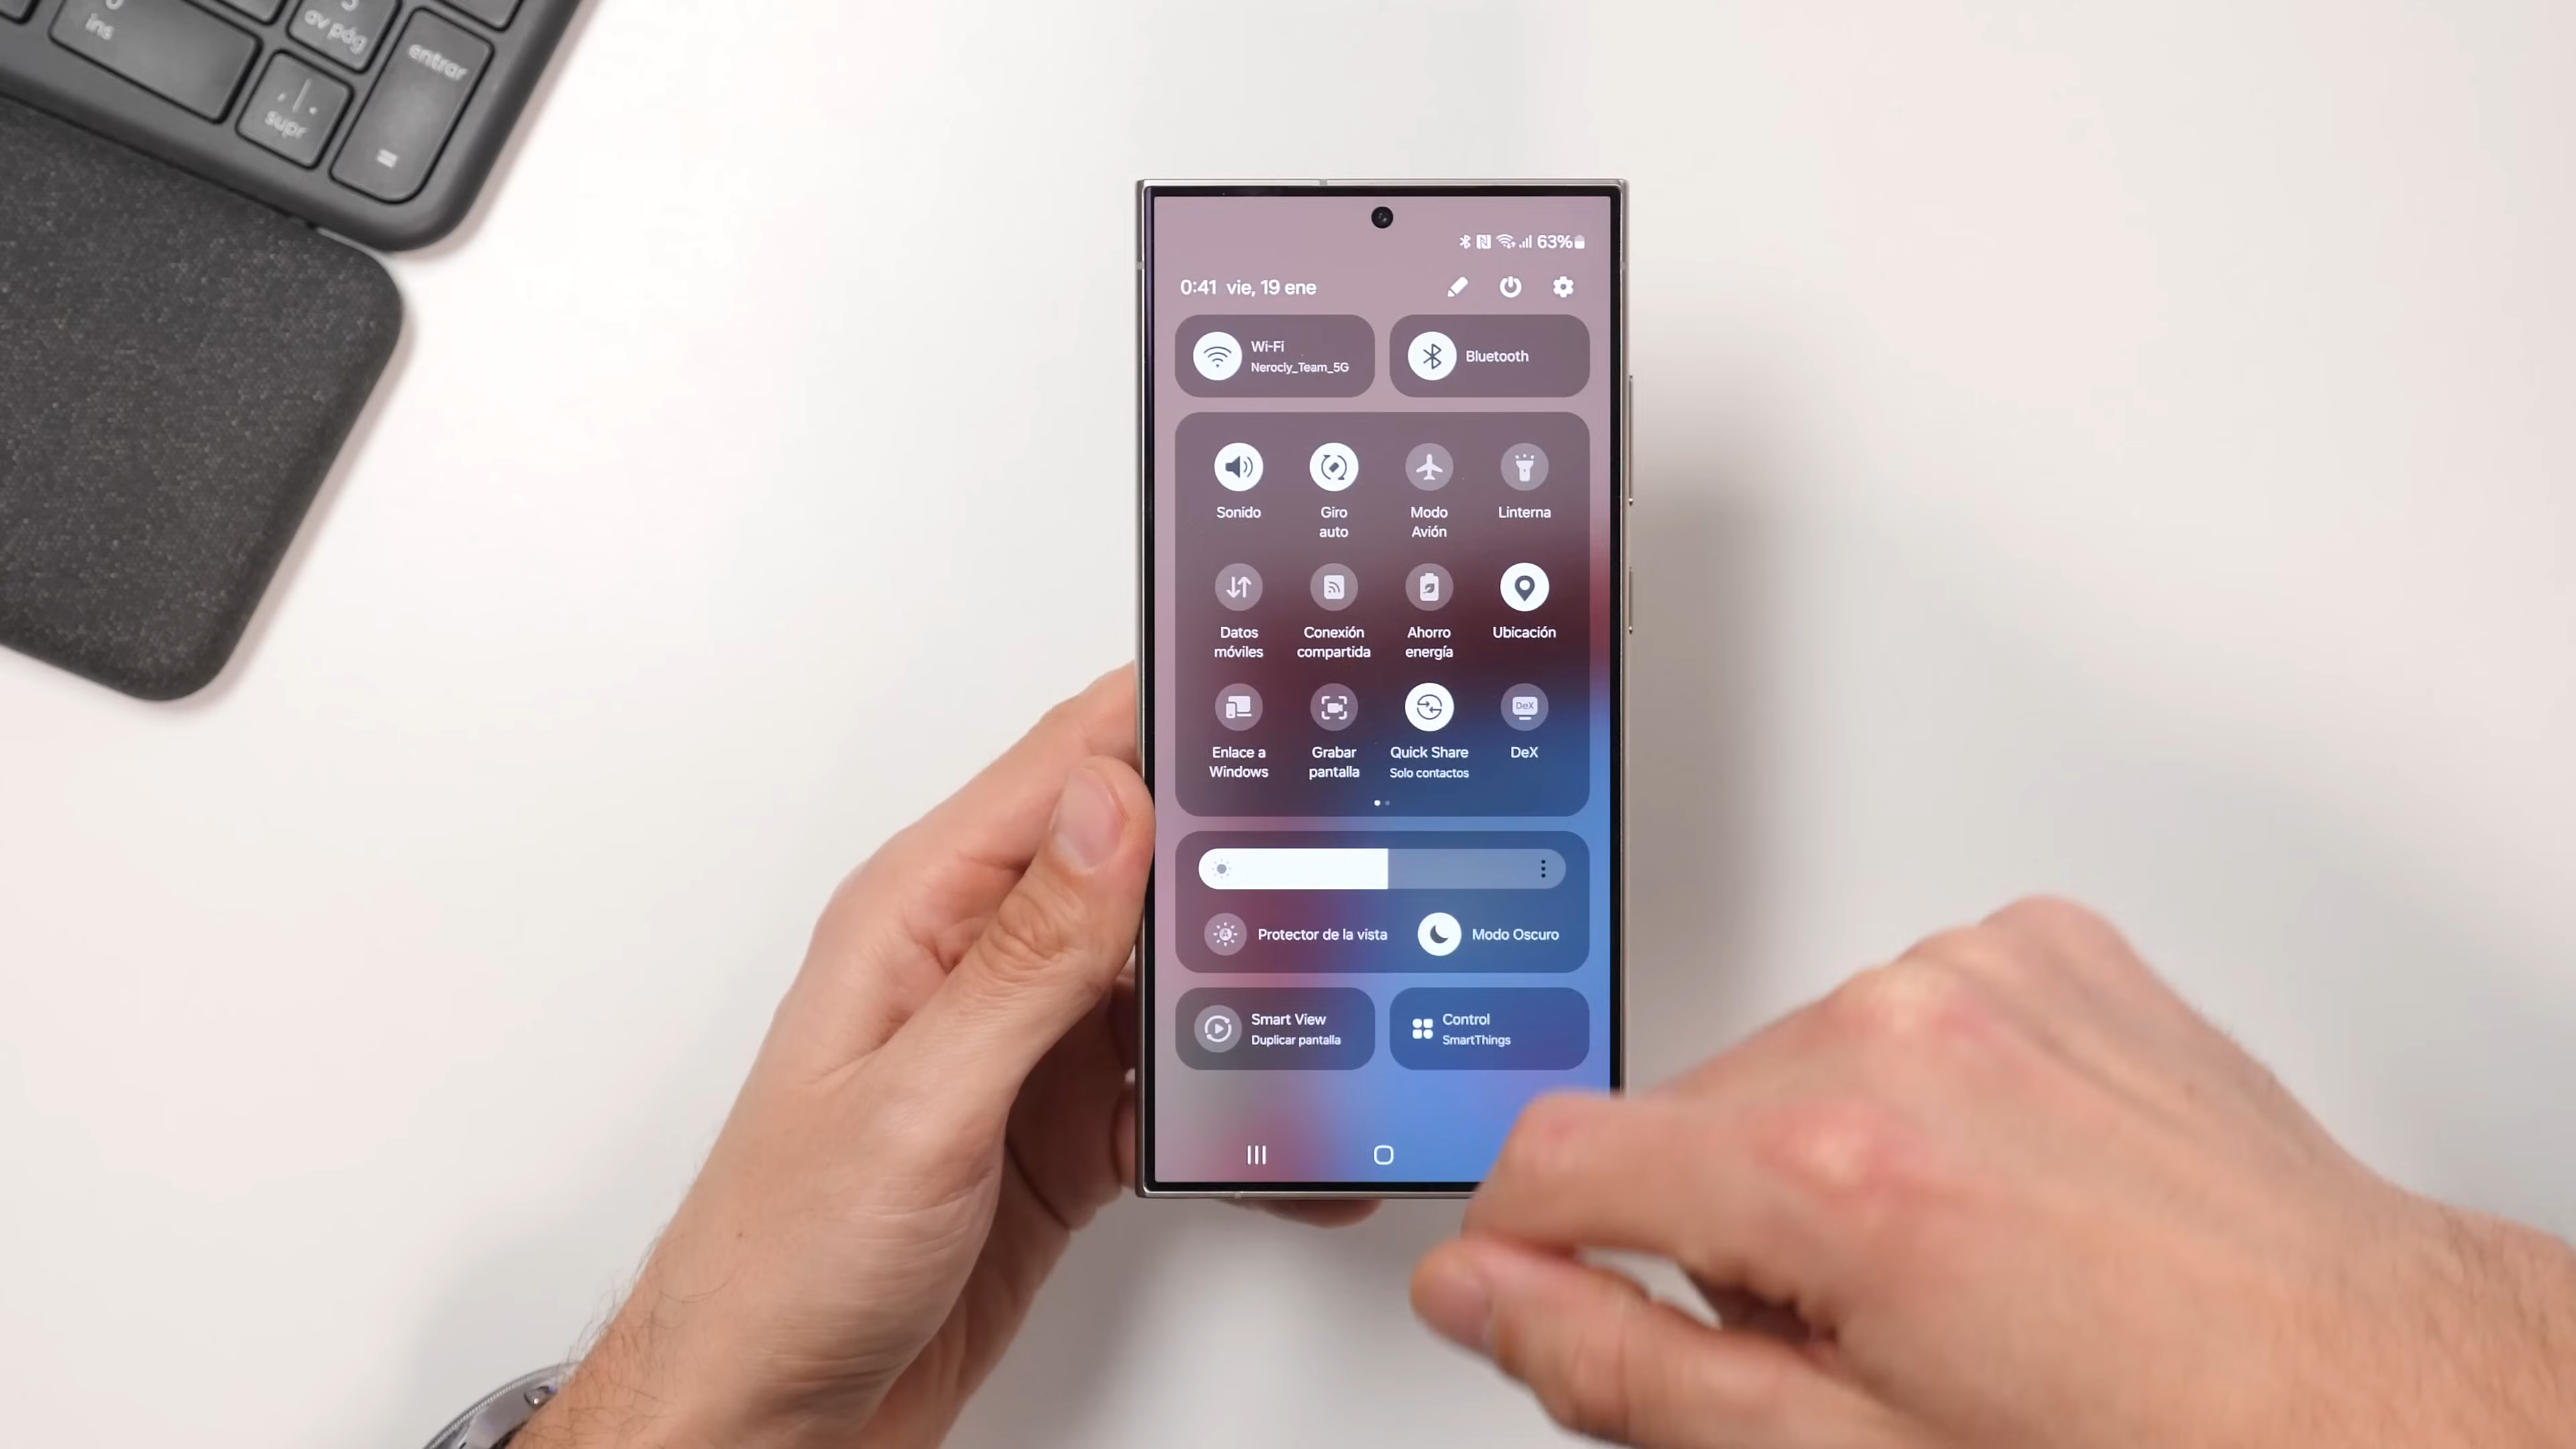 ins
av pág
entrar
supr
=
63%
0:41 vie, 19 ene
Wi-Fi
Nerocly_Team_5G
Bluetooth
Sonido
Giro
auto
Modo
Avión
Linterna
Datos
móviles
Conexión
compartida
Ahorro
energía
Ubicación
Enlace a
Windows
Grabar
pantalla
Quick Share
Solo contactos
DeX
DeX
Protector de la vista
Modo Oscuro
Smart View
Duplicar pantalla
Control
SmartThings